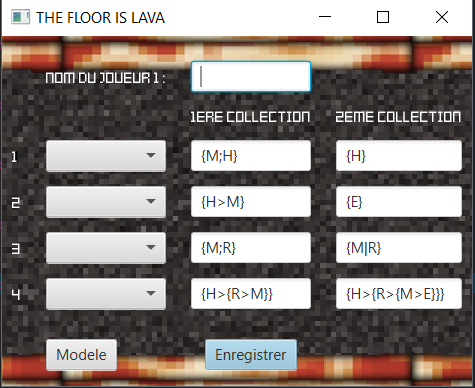 THE FLOOR IS LAVA
NOM DU JOUEUR 1 :
1ERE COLLECTION 2EME COLLECTION
1 {M;H} {H}
2 {H>M} {E}
3 {M;R} {M|R}
4 {H>{R>M}} {H>{R>{M>E}}}
Modele Enregistrer